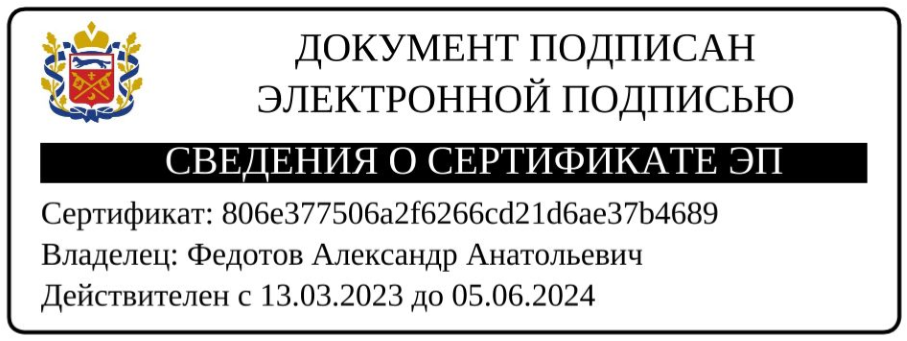 ДОКУМЕНТ ПОДПИСАН
ЭЛЕКТРОННОЙ ПОДПИСЬЮ
СВЕДЕНИЯ О СЕРТИФИКАТЕ ЭП
Сертификат: 806e377506a2f6266cd21d6ae37b4689
Владелец: Федотов Александр Анатольевич
Действителен с 13.03.2023 до 05.06.2024